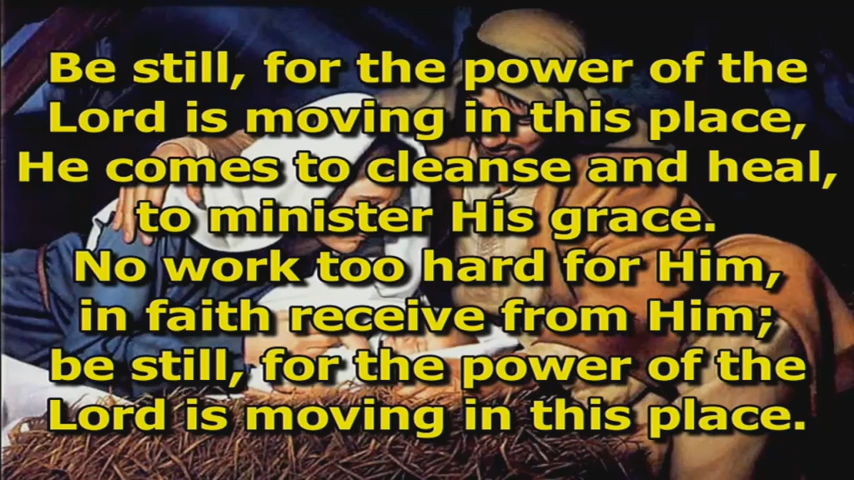 Be still, for the power of the
Lord is moving in this place,
He comes to cleanse and heal,
to minister His grace.
No work too hard for Him,
in faith receive from Him;
be still, for the power of the
Lord is moving in this place.